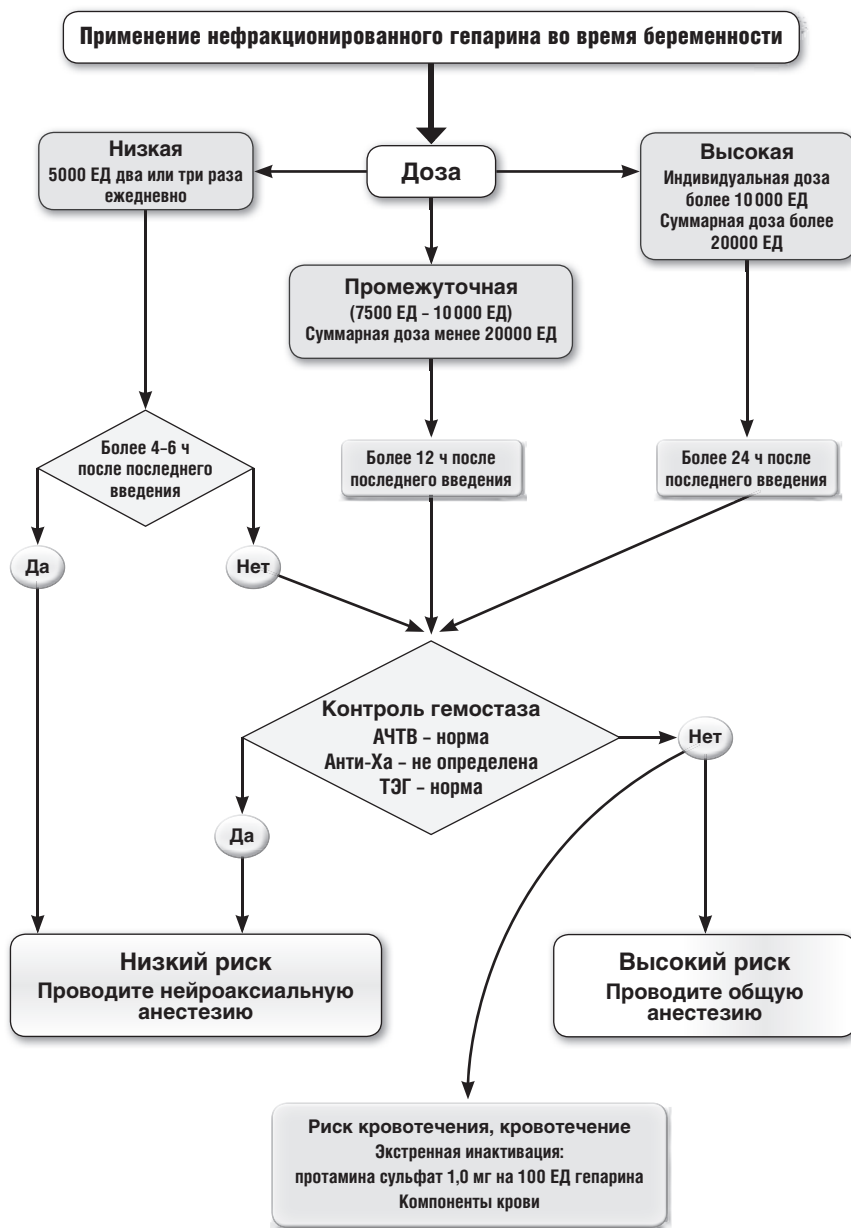 Применение нефракционированного гепарина во время беременности
Низкая
5000 ЕД два или три раза
ежедневно
Доза
Высокая
Индивидуальная доза
более 10 000 ЕД
Суммарная доза более
20000 ЕД
Промежуточная
(7500 ЕД – 10 000 ЕД)
Суммарная доза менее 20000 ЕД
Более 4–6 ч
после последнего
введения
Более 12 ч после
последнего введения
Более 24 ч после
последнего введения
Да
Нет
Контроль гемостаза
АЧТВ – норма
Анти-Ха – не определена
ТЭГ – норма
Нет
Да
Низкий риск
Проводите нейроаксиальную
анестезию
Высокий риск
Проводите общую
анестезию
Риск кровотечения, кровотечение
Экстренная инактивация:
протамина сульфат 1,0 мг на 100 ЕД гепарина
Компоненты крови